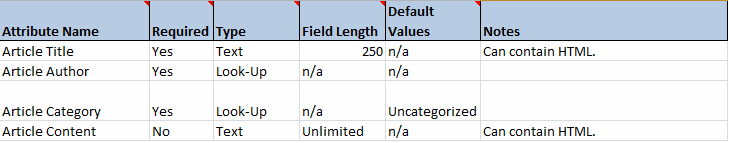 Default
Attribute Name Required Type Field Length Values Notes
Article Title Yes Text 250 n/a Can contain HTML.
Article Author Yes Look-Up n/a n/a
Article Category Yes Look-Up n/a Uncategorized
Article Content No Text Unlimited n/a Can contain HTML.